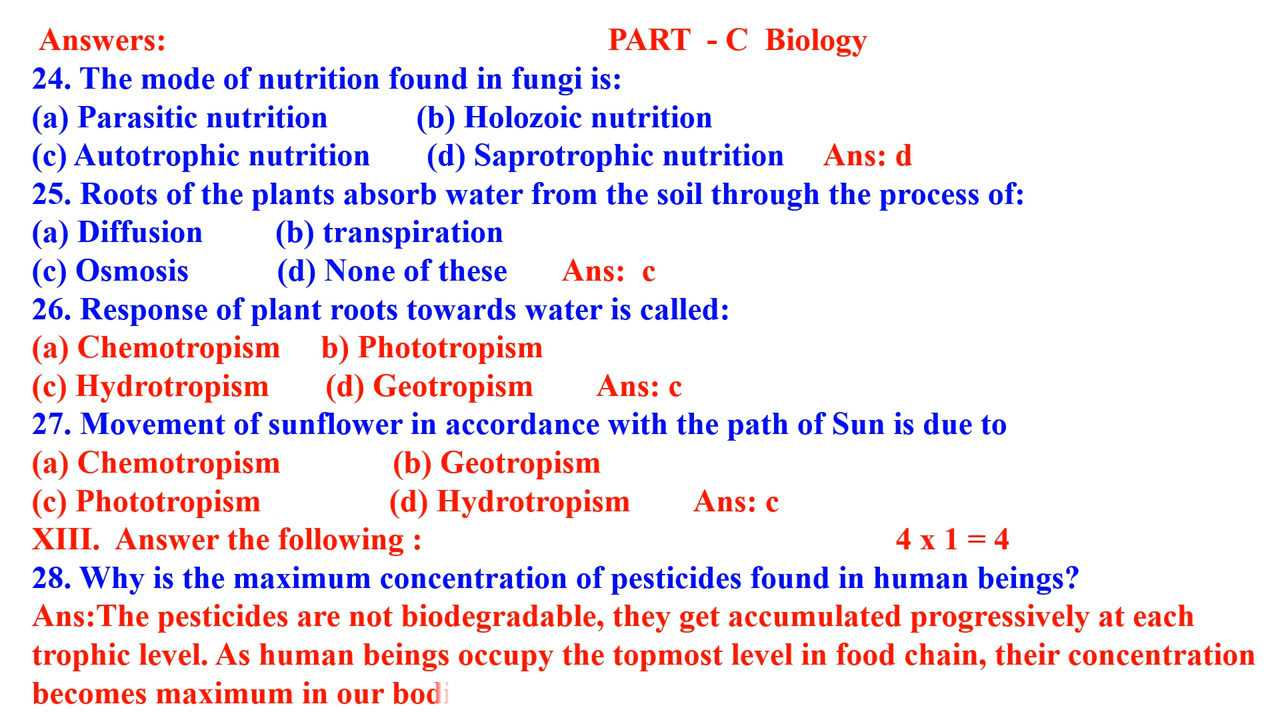 Answers: PART - C Biology
24. The mode of nutrition found in fungi is:
(a) Parasitic nutrition (b) Holozoic nutrition
(c) Autotrophic nutrition (d) Saprotrophic nutrition Ans: d
25. Roots of the plants absorb water from the soil through the process of:
(a) Diffusion (b) transpiration
(c) Osmosis (d) None of these Ans: c
26. Response of plant roots towards water is called:
(a) Chemotropism b) Phototropism
(c) Hydrotropism (d) Geotropism Ans: c
27. Movement of sunflower in accordance with the path of Sun is due to
(a) Chemotropism (b) Geotropism
(c) Phototropism (d) Hydrotropism Ans: c
XIII. Answer the following : 4 x 1 = 4
28. Why is the maximum concentration of pesticides found in human beings?
Ans:The pesticides are not biodegradable, they get accumulated progressively at each
trophic level. As human beings occupy the topmost level in food chain, their concentration
becomes maximum in our